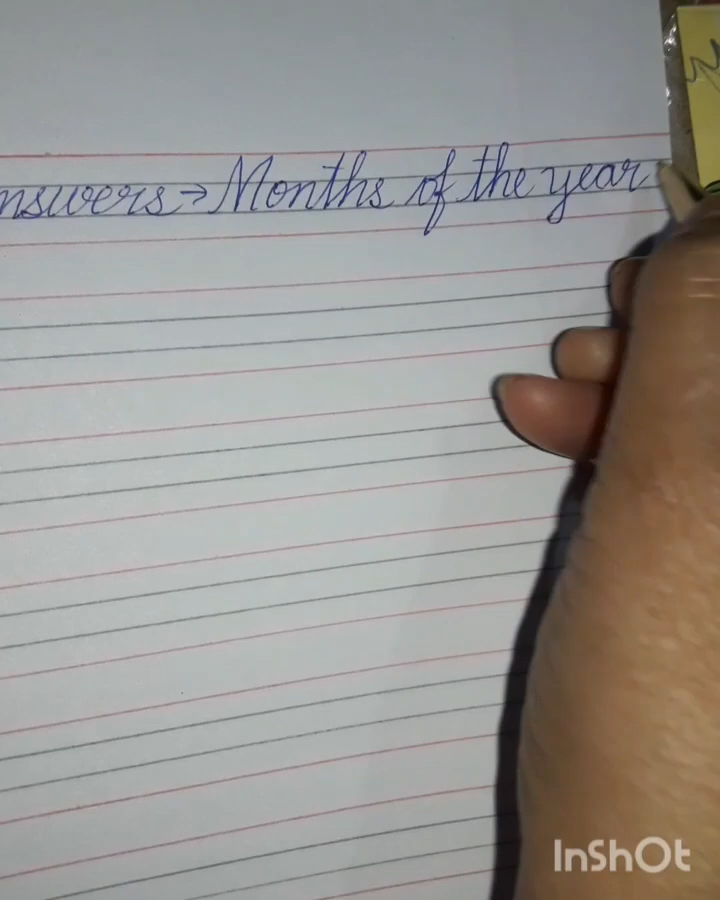 nswers → Months of the year
InShOt